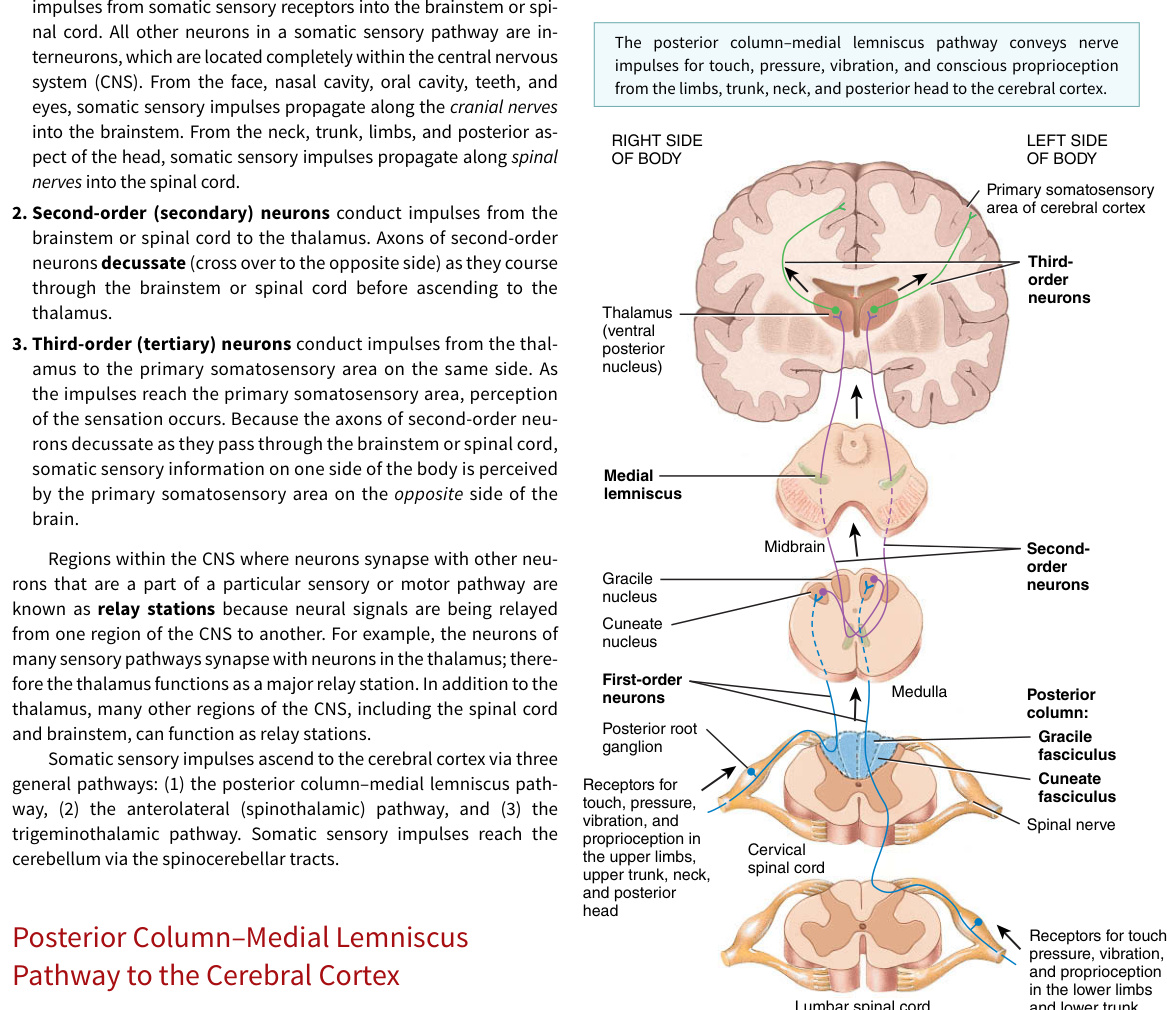 impulses from somatic sensory receptors into the brainstem or spi-
nal cord. All other neurons in a somatic sensory pathway are in-
terneurons, which are located completely within the central nervous
system (CNS). From the face, nasal cavity, oral cavity, teeth, and
eyes, somatic sensory impulses propagate along the cranial nerves
into the brainstem. From the neck, trunk, limbs, and posterior as-
pect of the head, somatic sensory impulses propagate along spinal
nerves into the spinal cord.
2. Second-order (secondary) neurons conduct impulses from the
brainstem or spinal cord to the thalamus. Axons of second-order
neurons decussate (cross over to the opposite side) as they course
through the brainstem or spinal cord before ascending to the
thalamus.
3. Third-order (tertiary) neurons conduct impulses from the thal-
amus to the primary somatosensory area on the same side. As
the impulses reach the primary somatosensory area, perception
of the sensation occurs. Because the axons of second-order neu-
rons decussate as they pass through the brainstem or spinal cord,
somatic sensory information on one side of the body is perceived
by the primary somatosensory area on the opposite side of the
brain.
Regions within the CNS where neurons synapse with other neu-
rons that are a part of a particular sensory or motor pathway are
known as relay stations because neural signals are being relayed
from one region of the CNS to another. For example, the neurons of
many sensory pathways synapse with neurons in the thalamus; there-
fore the thalamus functions as a major relay station. In addition to the
thalamus, many other regions of the CNS, including the spinal cord
and brainstem, can function as relay stations.
Somatic sensory impulses ascend to the cerebral cortex via three
general pathways: (1) the posterior column–medial lemniscus path-
way, (2) the anterolateral (spinothalamic) pathway, and (3) the
trigeminothalamic pathway. Somatic sensory impulses reach the
cerebellum via the spinocerebellar tracts.
Posterior Column–Medial Lemniscus
Pathway to the Cerebral Cortex
The posterior column–medial lemniscus pathway conveys nerve
impulses for touch, pressure, vibration, and conscious proprioception
from the limbs, trunk, neck, and posterior head to the cerebral cortex.
RIGHT SIDE
OF BODY
LEFT SIDE
OF BODY
Primary somatosensory
area of cerebral cortex
Third-
order
neurons
Thalamus
(ventral
posterior
nucleus)
Medial
lemniscus
Midbrain
Second-
order
neurons
Gracile
nucleus
Cuneate
nucleus
First-order
neurons
Medulla
Posterior
column:
Gracile
fasciculus
Cuneate
fasciculus
Posterior root
ganglion
Spinal nerve
Receptors for
touch, pressure,
vibration, and
proprioception in
the upper limbs,
upper trunk, neck,
and posterior
head
Cervical
spinal cord
Receptors for touch
pressure, vibration,
and proprioception
in the lower limbs
and lower trunk
Lumbar spinal cord